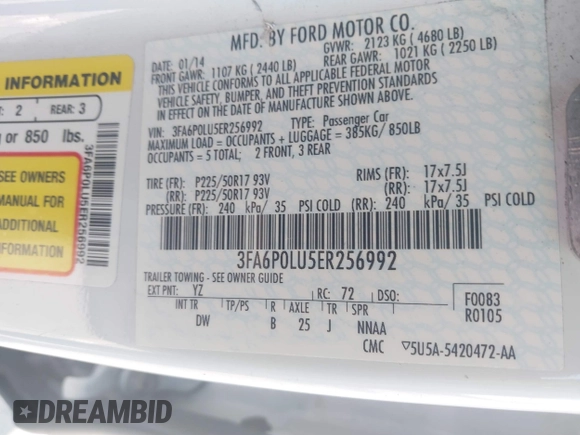 MFD. BY FORD MOTOR CO.
DATE: 01/14
GVWR: 2123 KG ( 4680 LB)
FRONT GAWR: 1107 KG ( 2440 LB)
REAR GAWR: 1021 KG ( 2250 LB)
THIS VEHICLE CONFORMS TO ALL APPLICABLE FEDERAL MOTOR
VEHICLE SAFETY, BUMPER, AND THEFT PREVENTION STANDARDS
IN EFFECT ON THE DATE OF MANUFACTURE SHOWN ABOVE.
VIN: 3FA6P0LU5ER256992
TYPE: Passenger Car
MAXIMUM LOAD = OCCUPANTS + LUGGAGE = 385KG/ 850LB
OCCUPANTS = 5 TOTAL: 2 FRONT, 3 REAR
TIRE (FR): P225/50R17 93V (FR): 17x7.5J
(RR): P225/50R17 93V (RR): 17x7.5J
PRESSURE (FR): 240 kPa/ 35 PSI COLD (RR): 240 kPa/ 35 PSI COLD
3FA6P0LU5ER256992
TRAILER TOWING - SEE OWNER GUIDE
EXT PNT: YZ RC: 72 DSO:
F0083
R0105
INT TR TP/PS R AXLE TR SPR
DW B 25 J NNAA
CMC ▽5U5A-5420472-AA
INFORMATION
: 2 REAR: 3
g or 850 lbs.
SEE OWNERS
MANUAL FOR
ADDITIONAL
INFORMATION
3FA6P0LU5ER256992
DREAMBID